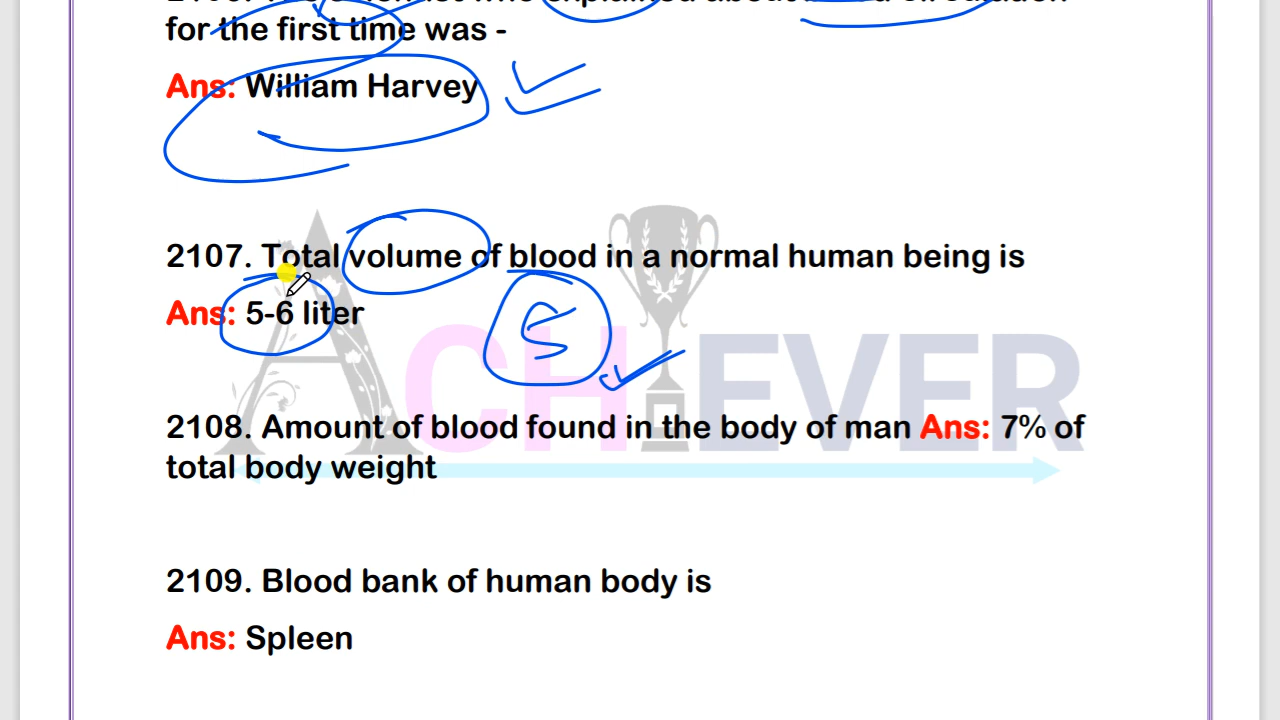 for the first time was -
Ans: William Harvey
2107. Total volume of blood in a normal human being is
Ans: 5-6 liter
5
2108. Amount of blood found in the body of man Ans: 7% of
total body weight
ACHIEVER
2109. Blood bank of human body is
Ans: Spleen